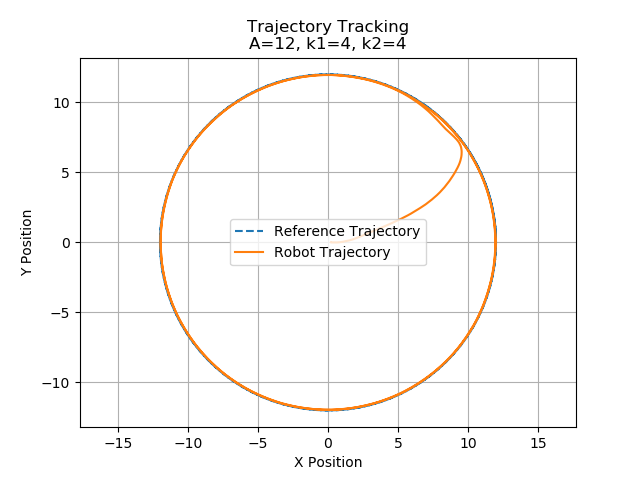 Trajectory Tracking
A=12, k1=4, k2=4
10
5
0
−5
−10
Y Position
Reference Trajectory
Robot Trajectory
−15
−10
−5
0
5
10
15
X Position